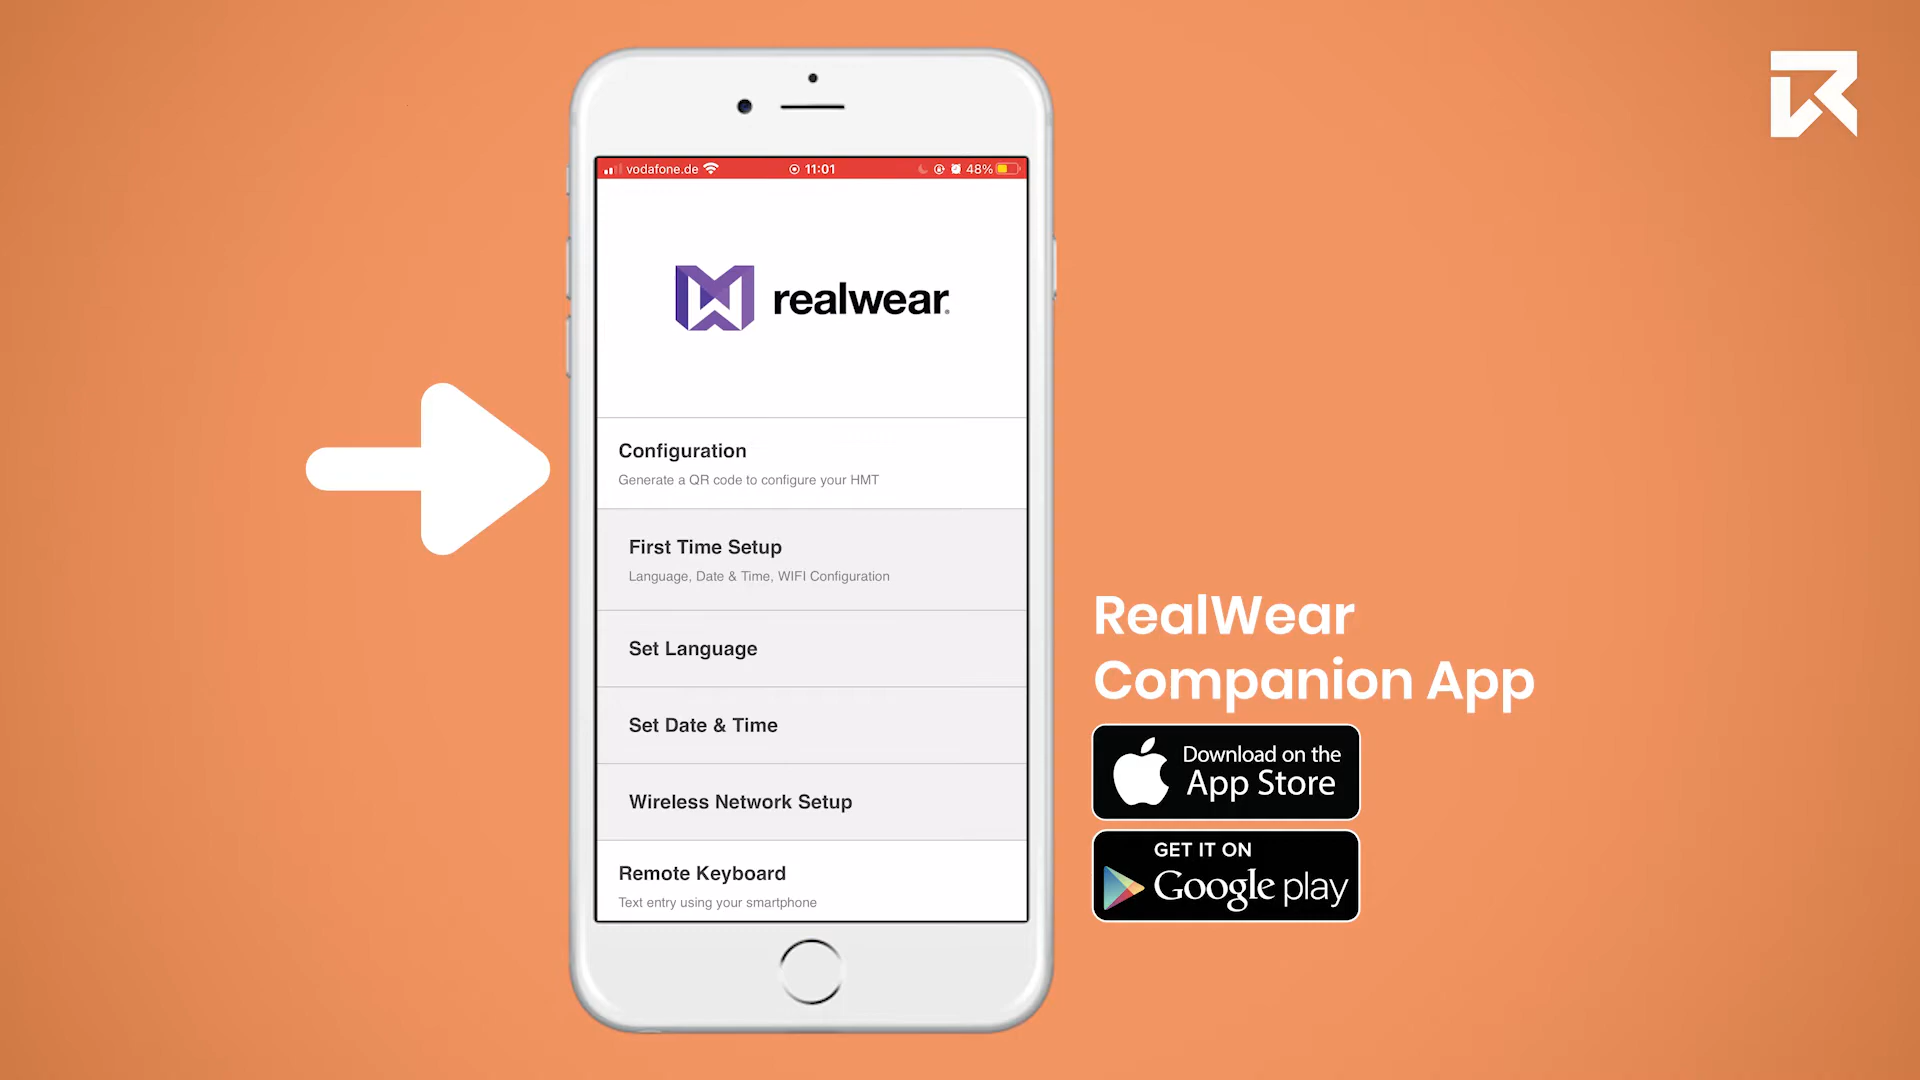 vodafone.de
11:01
48%
realwear.
Configuration
Generate a QR code to configure your HMT
First Time Setup
Language, Date & Time, WIFI Configuration
Set Language
Set Date & Time
Wireless Network Setup
Remote Keyboard
Text entry using your smartphone
RealWear
Companion App
Download on the
App Store
GET IT ON
Google play